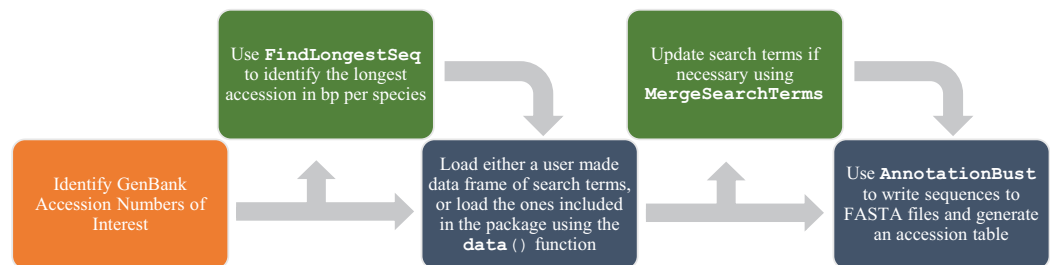 Identify GenBank
Accession Numbers of
Interest
Use FindLongestSeq
to identify the longest
accession in bp per species
Load either a user made
data frame of search terms,
or load the ones included
in the package using the
data() function
Update search terms if
necessary using
MergeSearchTerms
Use AnnotationBust
to write sequences to
FASTA files and generate
an accession table